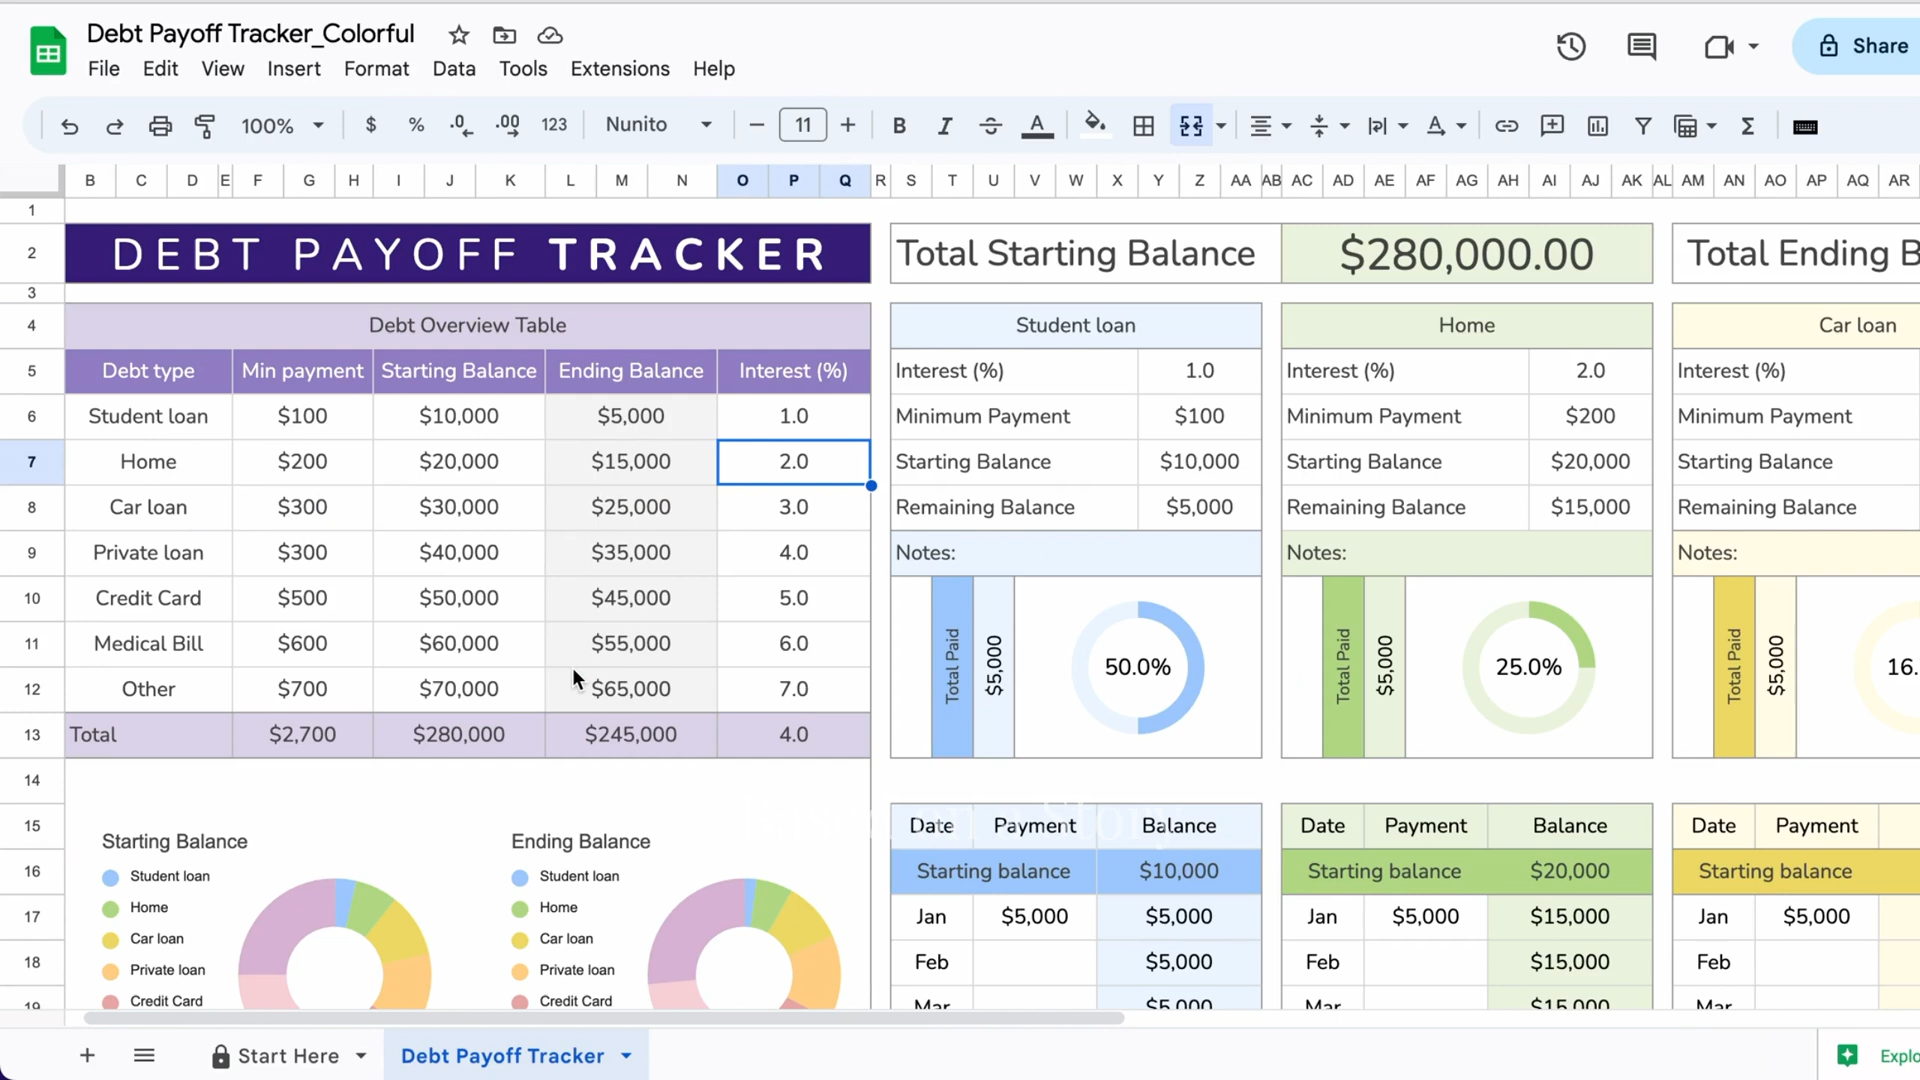 Debt Payoff Tracker_Colorful
File Edit View Insert Format Data Tools Extensions Help
Share
100% $ % .0 .00 123 Nunito 11 B I A Σ
B C D E F G H I J K L M N O P Q R S T U V W X Y Z AA AB AC AD AE AF AG AH AI AJ AK AL AM AN AO AP AQ AR
1
2 DEBT PAYOFF TRACKER Total Starting Balance $280,000.00 Total Ending B
3
4 Debt Overview Table Student loan Home Car loan
5 Debt type Min payment Starting Balance Ending Balance Interest (%) Interest (%) 1.0 Interest (%) 2.0 Interest (%)
6 Student loan $100 $10,000 $5,000 1.0 Minimum Payment $100 Minimum Payment $200 Minimum Payment
7 Home $200 $20,000 $15,000 2.0 Starting Balance $10,000 Starting Balance $20,000 Starting Balance
8 Car loan $300 $30,000 $25,000 3.0 Remaining Balance $5,000 Remaining Balance $15,000 Remaining Balance
9 Private loan $300 $40,000 $35,000 4.0 Notes: Notes: Notes:
10 Credit Card $500 $50,000 $45,000 5.0
11 Medical Bill $600 $60,000 $55,000 6.0
Total Paid $5,000 50.0% Total Paid $5,000 25.0% Total Paid $5,000 16.
12 Other $700 $70,000 $65,000 7.0
13 Total $2,700 $280,000 $245,000 4.0
14
15 Date Payment Balance Date Payment Balance Date Payment
Starting Balance Ending Balance
16 Starting balance $10,000 Starting balance $20,000 Starting balance
Student loan Student loan
Home Home
17 Jan $5,000 $5,000 Jan $5,000 $15,000 Jan $5,000
Car loan Car loan
18 Feb $5,000 Feb $15,000 Feb
Private loan Private loan
Credit Card Credit Card
19 Mar $5,000 Mar $15,000 Mar
Start Here Debt Payoff Tracker Explo